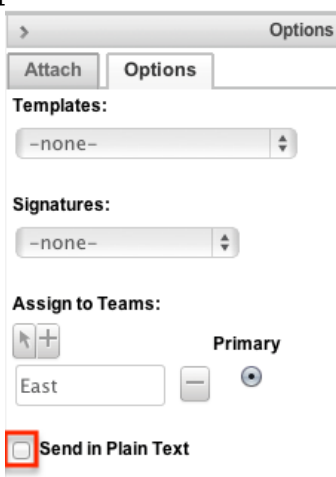 Options
Attach Options
Templates:
-none-
Signatures:
-none-
Assign to Teams:
Primary
East
Send in Plain Text